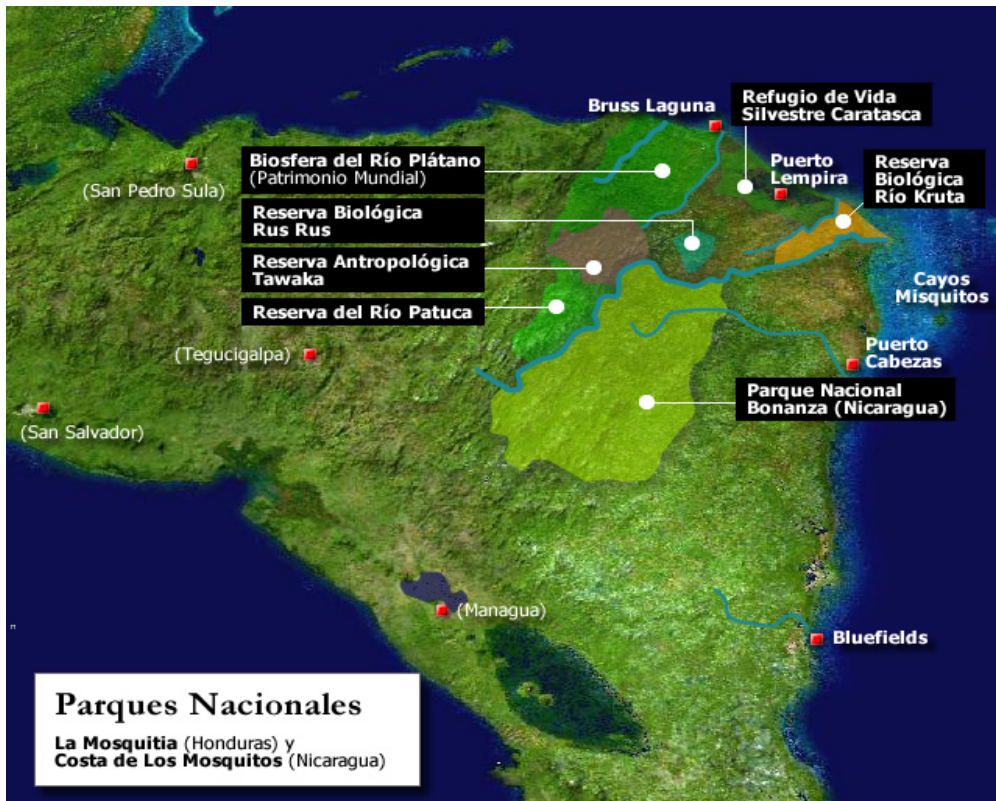 Bruss Laguna
Refugio de Vida
Silvestre Caratasca
Biosfera del Río Plátano
(Patrimonio Mundial)
(San Pedro Sula)
Puerto
Lempira
Reserva
Biológica
Río Kruta
Reserva Biológica
Rus Rus
Reserva Antropológica
Tawaka
Cayos
Misquitos
Reserva del Río Patuca
(Tegucigalpa)
Puerto
Cabezas
Parque Nacional
Bonanza (Nicaragua)
(San Salvador)
(Managua)
Bluefields
Parques Nacionales
La Mosquitia (Honduras) y
Costa de Los Mosquitos (Nicaragua)